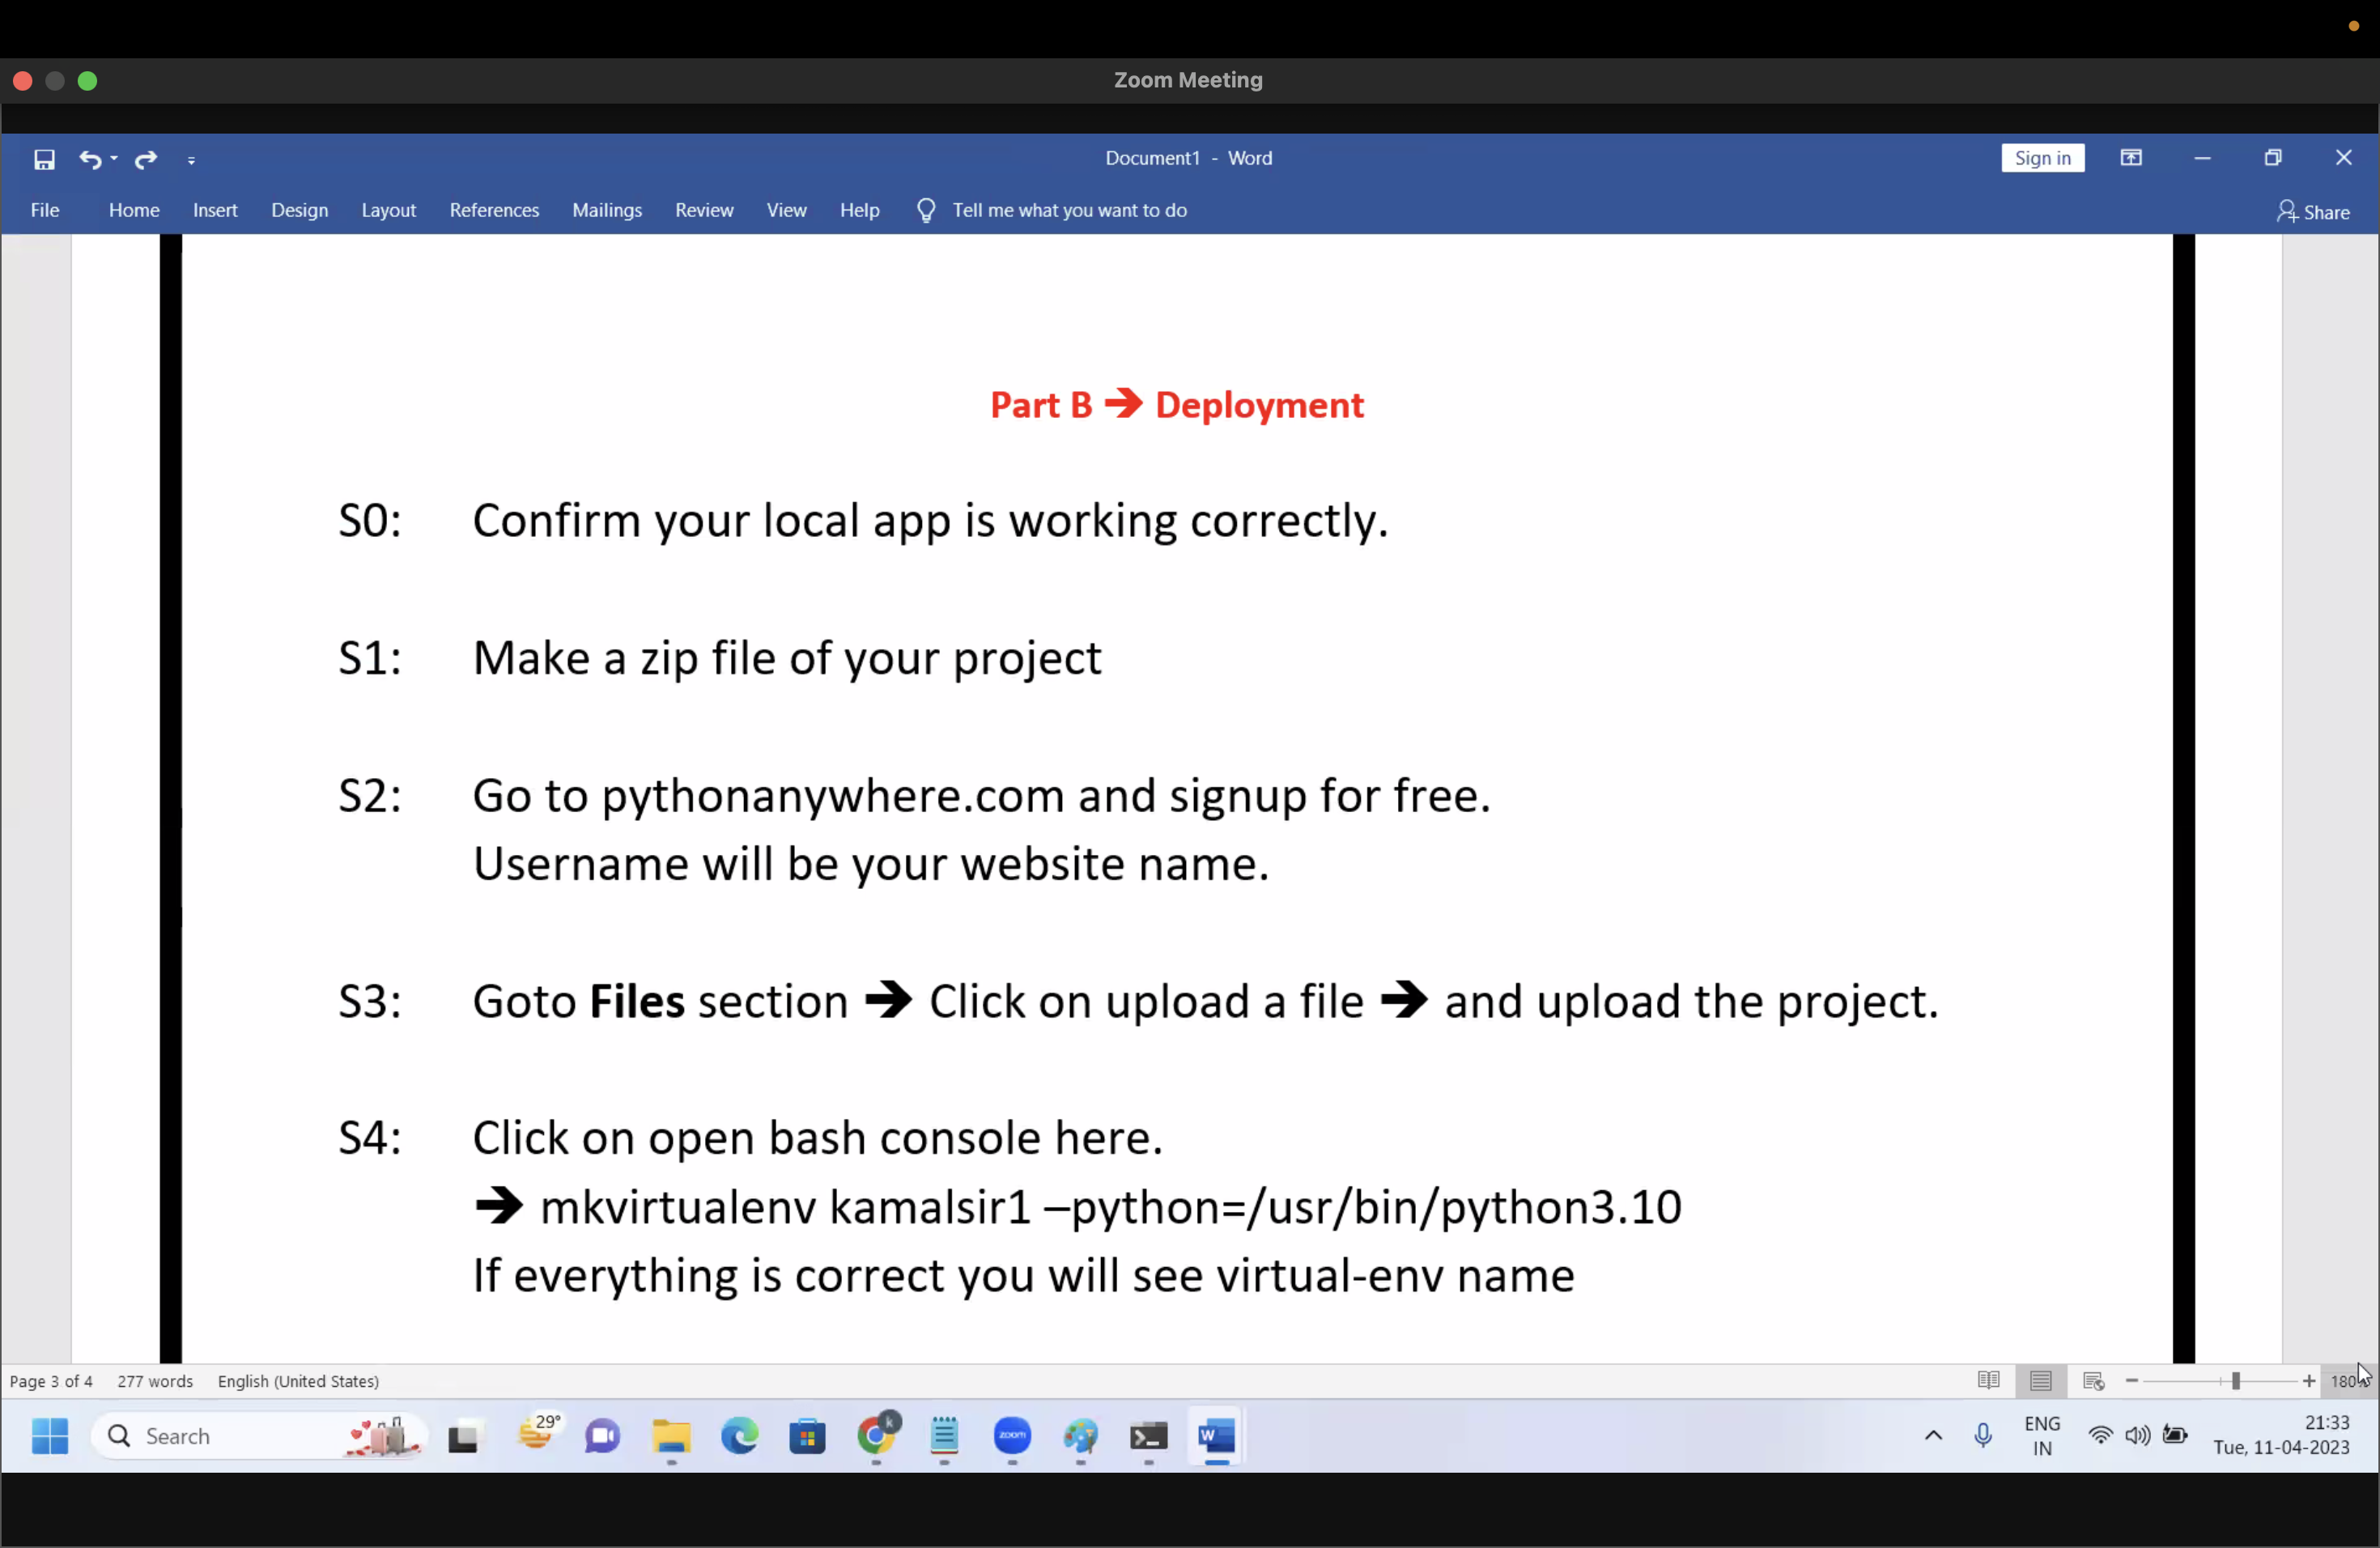 Zoom Meeting
Document1 - Word
Sign in
File Home Insert Design Layout References Mailings Review View Help Tell me what you want to do
Share
Part B ➔ Deployment
S0: Confirm your local app is working correctly.
S1: Make a zip file of your project
S2: Go to pythonanywhere.com and signup for free.
Username will be your website name.
S3: Goto Files section ➔ Click on upload a file ➔ and upload the project.
S4: Click on open bash console here.
➔ mkvirtualenv kamalsir1 –python=/usr/bin/python3.10
If everything is correct you will see virtual-env name
Page 3 of 4 277 words English (United States)
180%
Search
29°
k
zoom
W
ENG
IN
21:33
Tue, 11-04-2023